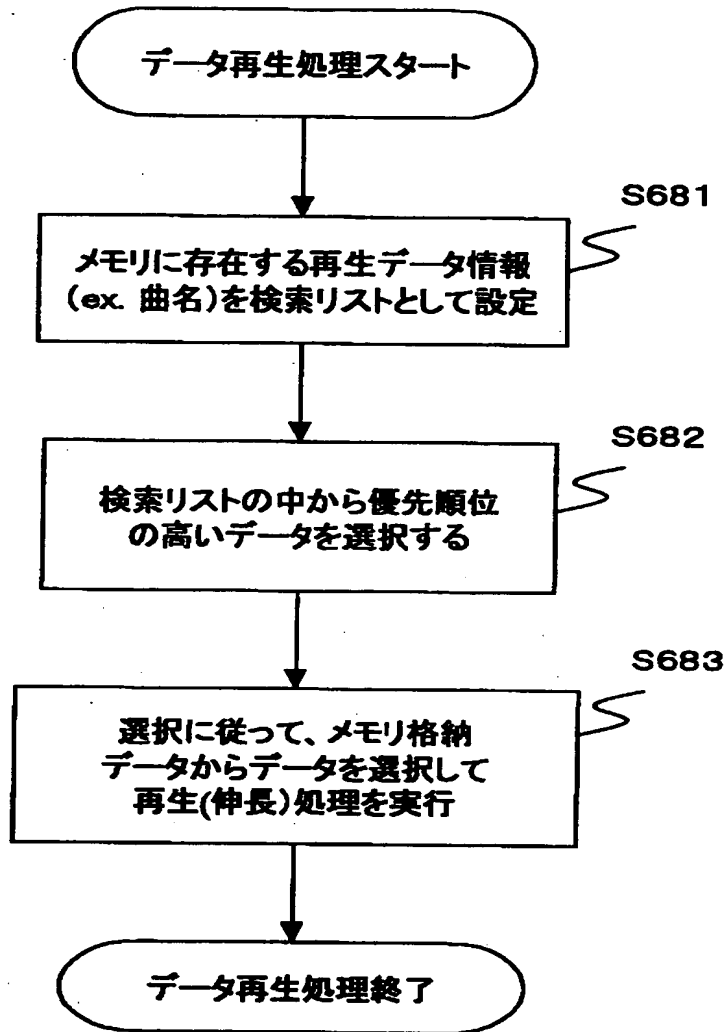 データ再生処理スタート
S681
メモリに存在する再生データ情報
(ex. 曲名)を検索リストとして設定
S682
検索リストの中から優先順位
の高いデータを選択する
S683
選択に従って、メモリ格納
データからデータを選択して
再生(伸長)処理を実行
データ再生処理終了